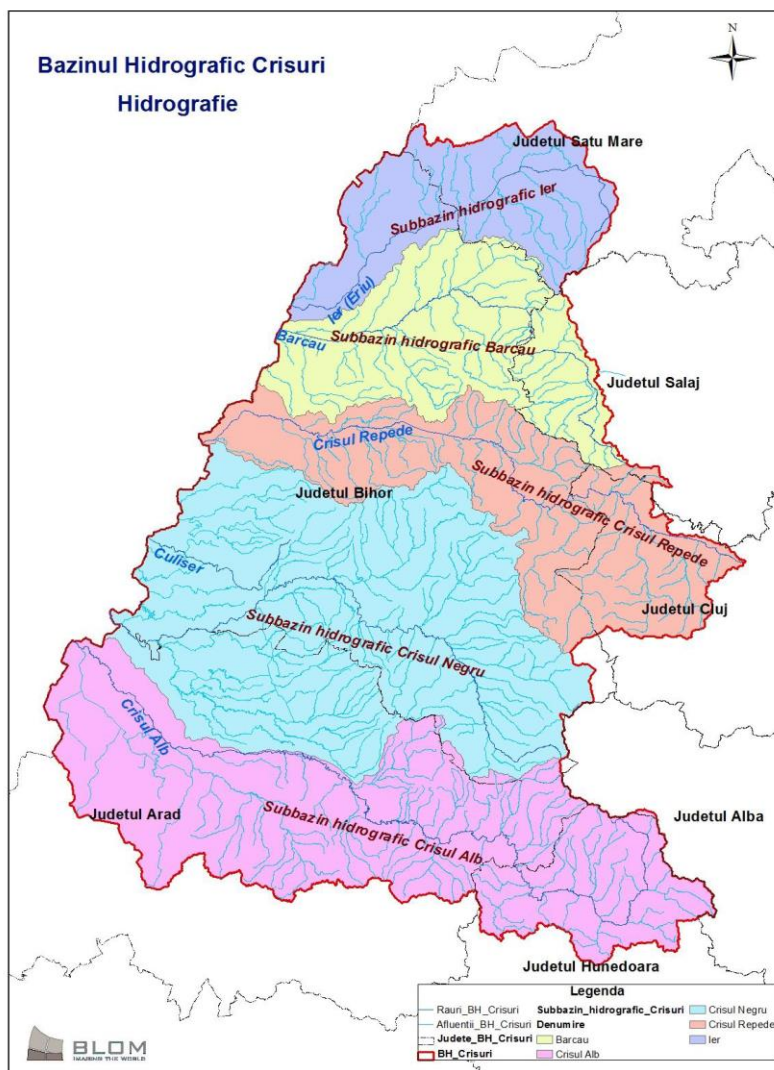 Bazinul Hidrografic Crisuri
Hidrografie
N
Judetul Satu Mare
Subbazin hidrografic Ier
Ier (Eriu)
Barcau
Subbazin hidrografic Barcau
Judetul Salaj
Crisul Repede
Subbazin hidrografic Crisul Repede
Judetul Bihor
Culiser
Judetul Cluj
Subbazin hidrografic Crisul Negru
Crisul Alb
Judetul Arad
Subbazin hidrografic Crisul Alb
Judetul Alba
Judetul Hunedoara
Legenda
Rauri_BH_Crisuri
Afluentii_BH_Crisuri
Judete_BH_Crisuri
BH_Crisuri
Subbazin_hidrografic_Crisuri
Denumire
Barcau
Crisul Alb
Crisul Negru
Crisul Repede
Ier
BLOM
IMAGING THE WORLD